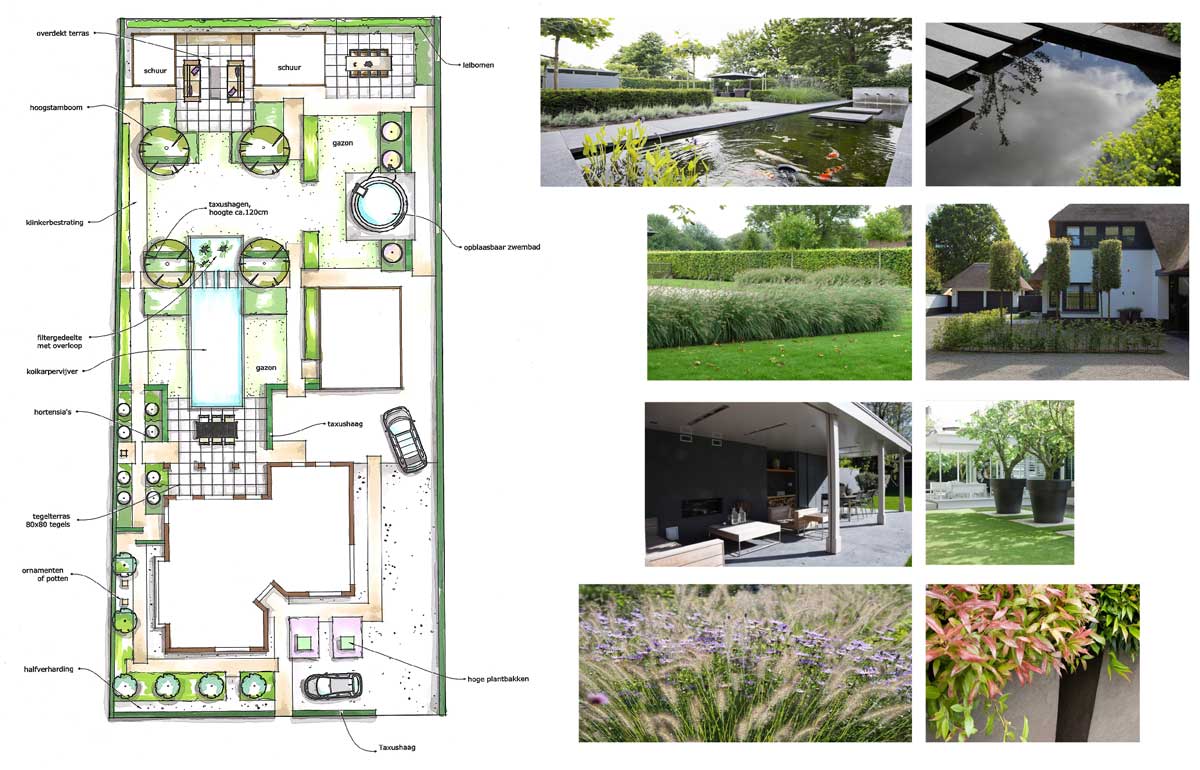 overdekt terras
schuur
schuur
leibomen
hoogstamboom
gazon
klinkerbestrating
taxushagen,
hoogte ca.120cm
opblaasbaar zwembad
filtergedeelte
met overloop
koikarpervijver
gazon
hortensia's
taxushaag
tegelterras
80x80 tegels
ornamenten
of potten
halfverharding
hoge plantbakken
Taxushaag